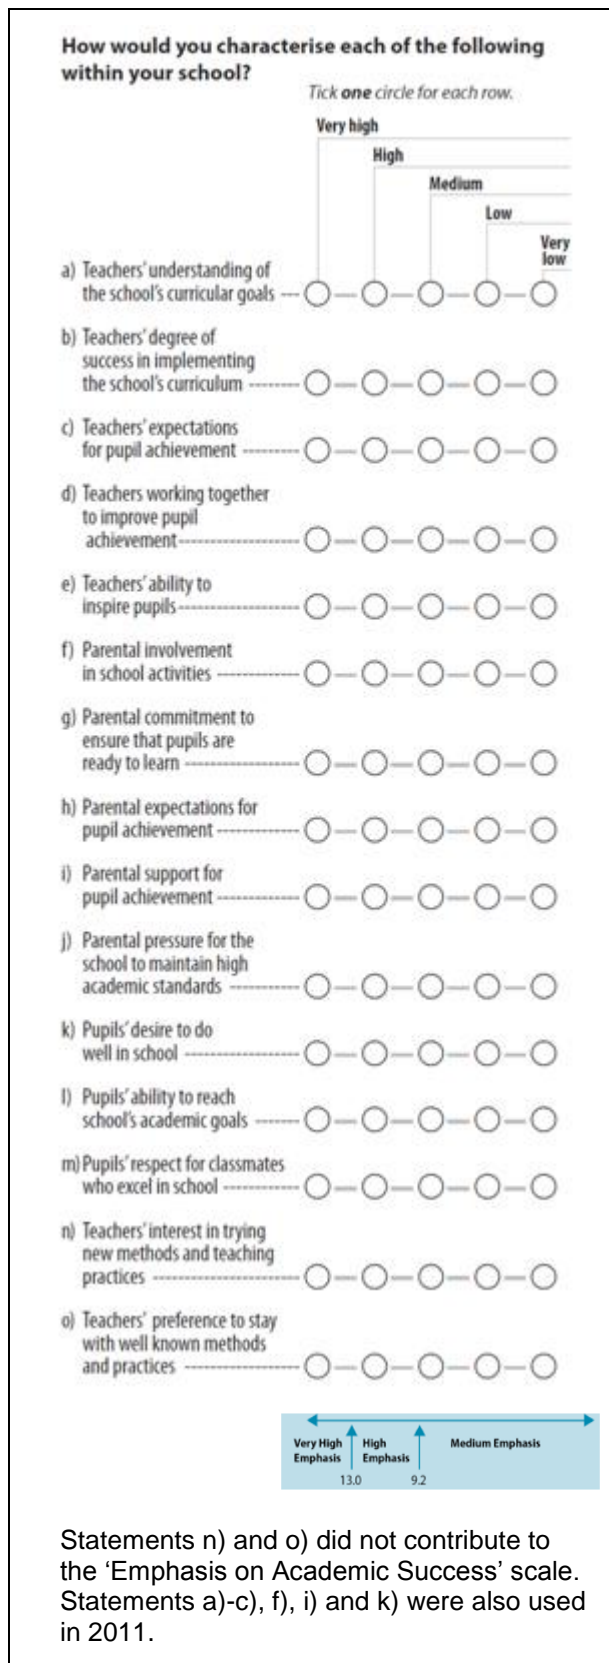 How would you characterise each of the following
within your school?
Tick one circle for each row.
Very high
High
Medium
Low
Very
low
a) Teachers' understanding of
the school's curricular goals
b) Teachers' degree of
success in implementing
the school's curriculum
c) Teachers' expectations
for pupil achievement
d) Teachers working together
to improve pupil
achievement
e) Teachers' ability to
inspire pupils
f) Parental involvement
in school activities
g) Parental commitment to
ensure that pupils are
ready to learn
h) Parental expectations for
pupil achievement
i) Parental support for
pupil achievement
j) Parental pressure for the
school to maintain high
academic standards
k) Pupils' desire to do
well in school
l) Pupils' ability to reach
school's academic goals
m) Pupils' respect for classmates
who excel in school
n) Teachers' interest in trying
new methods and teaching
practices
o) Teachers' preference to stay
with well known methods
and practices
Very High High Medium Emphasis
Emphasis Emphasis
13.0 9.2
Statements n) and o) did not contribute to
the ‘Emphasis on Academic Success’ scale.
Statements a)-c), f), i) and k) were also used
in 2011.